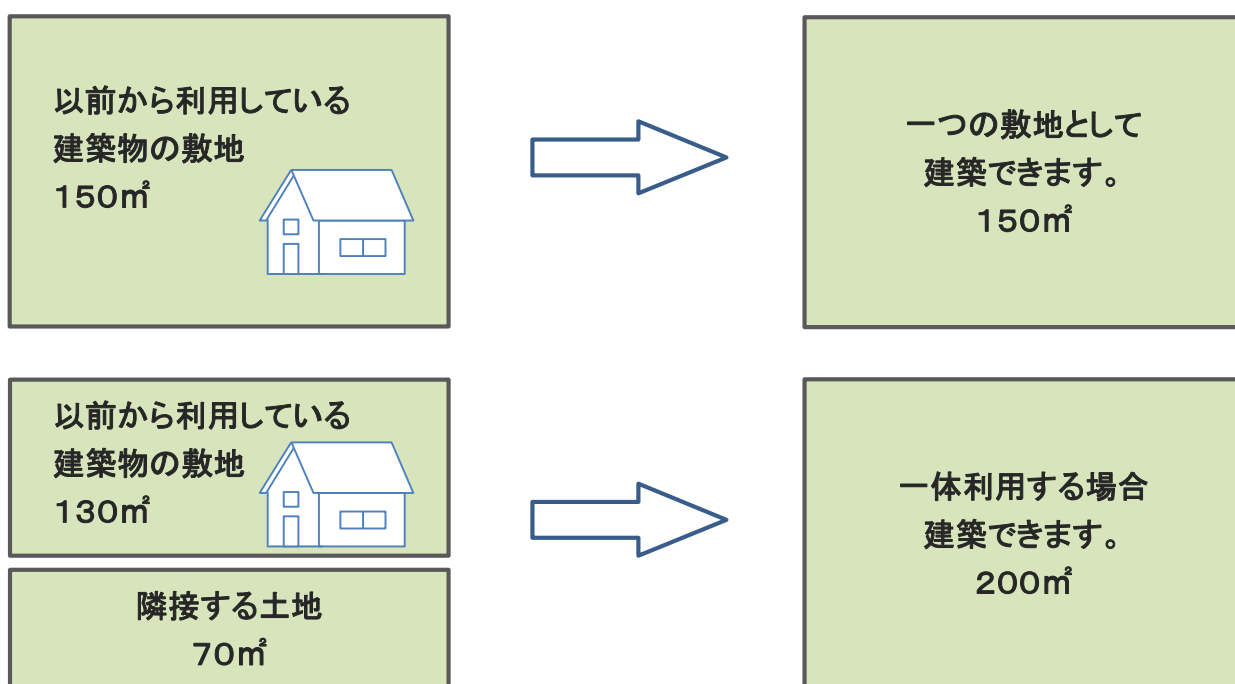 以前から利用している
建築物の敷地
150㎡
一つの敷地として
建築できます。
150㎡
以前から利用している
建築物の敷地
130㎡
隣接する土地
70㎡
一体利用する場合
建築できます。
200㎡